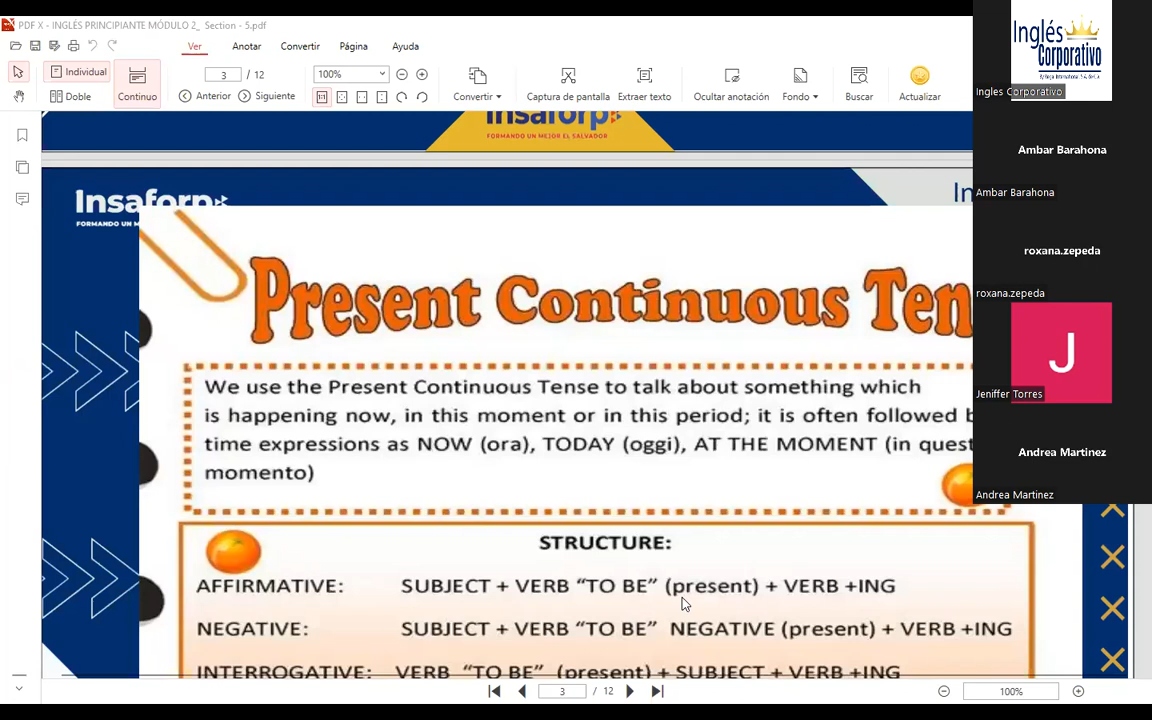 PDF X - INGLÉS PRINCIPIANTE MÓDULO 2_ Section - 5.pdf
Ver Anotar Convertir Página Ayuda
Individual
Doble
Continuo
3 / 12
Anterior Siguiente
100%
Convertir
Captura de pantalla
Extraer texto
Ocultar anotación
Fondo
Buscar
Actualizar
Insaforp
FORMANDO UN MEJOR EL SALVADOR
Insaforp
FORMANDO UN
In
Present Continuous Ten
We use the Present Continuous Tense to talk about something which
is happening now, in this moment or in this period; it is often followed
time expressions as NOW (ora), TODAY (oggi), AT THE MOMENT (in quest
momento)
STRUCTURE:
AFFIRMATIVE: SUBJECT + VERB “TO BE” (present) + VERB +ING
NEGATIVE: SUBJECT + VERB “TO BE” NEGATIVE (present) + VERB +ING
INTERROGATIVE: VERB “TO BE” (present) + SUBJECT + VERB +ING
3 / 12
100%
Inglés
Corporativo
Ingles Corporativo
Ambar Barahona
Ambar Barahona
roxana.zepeda
roxana.zepeda
J
Jeniffer Torres
Andrea Martinez
Andrea Martinez